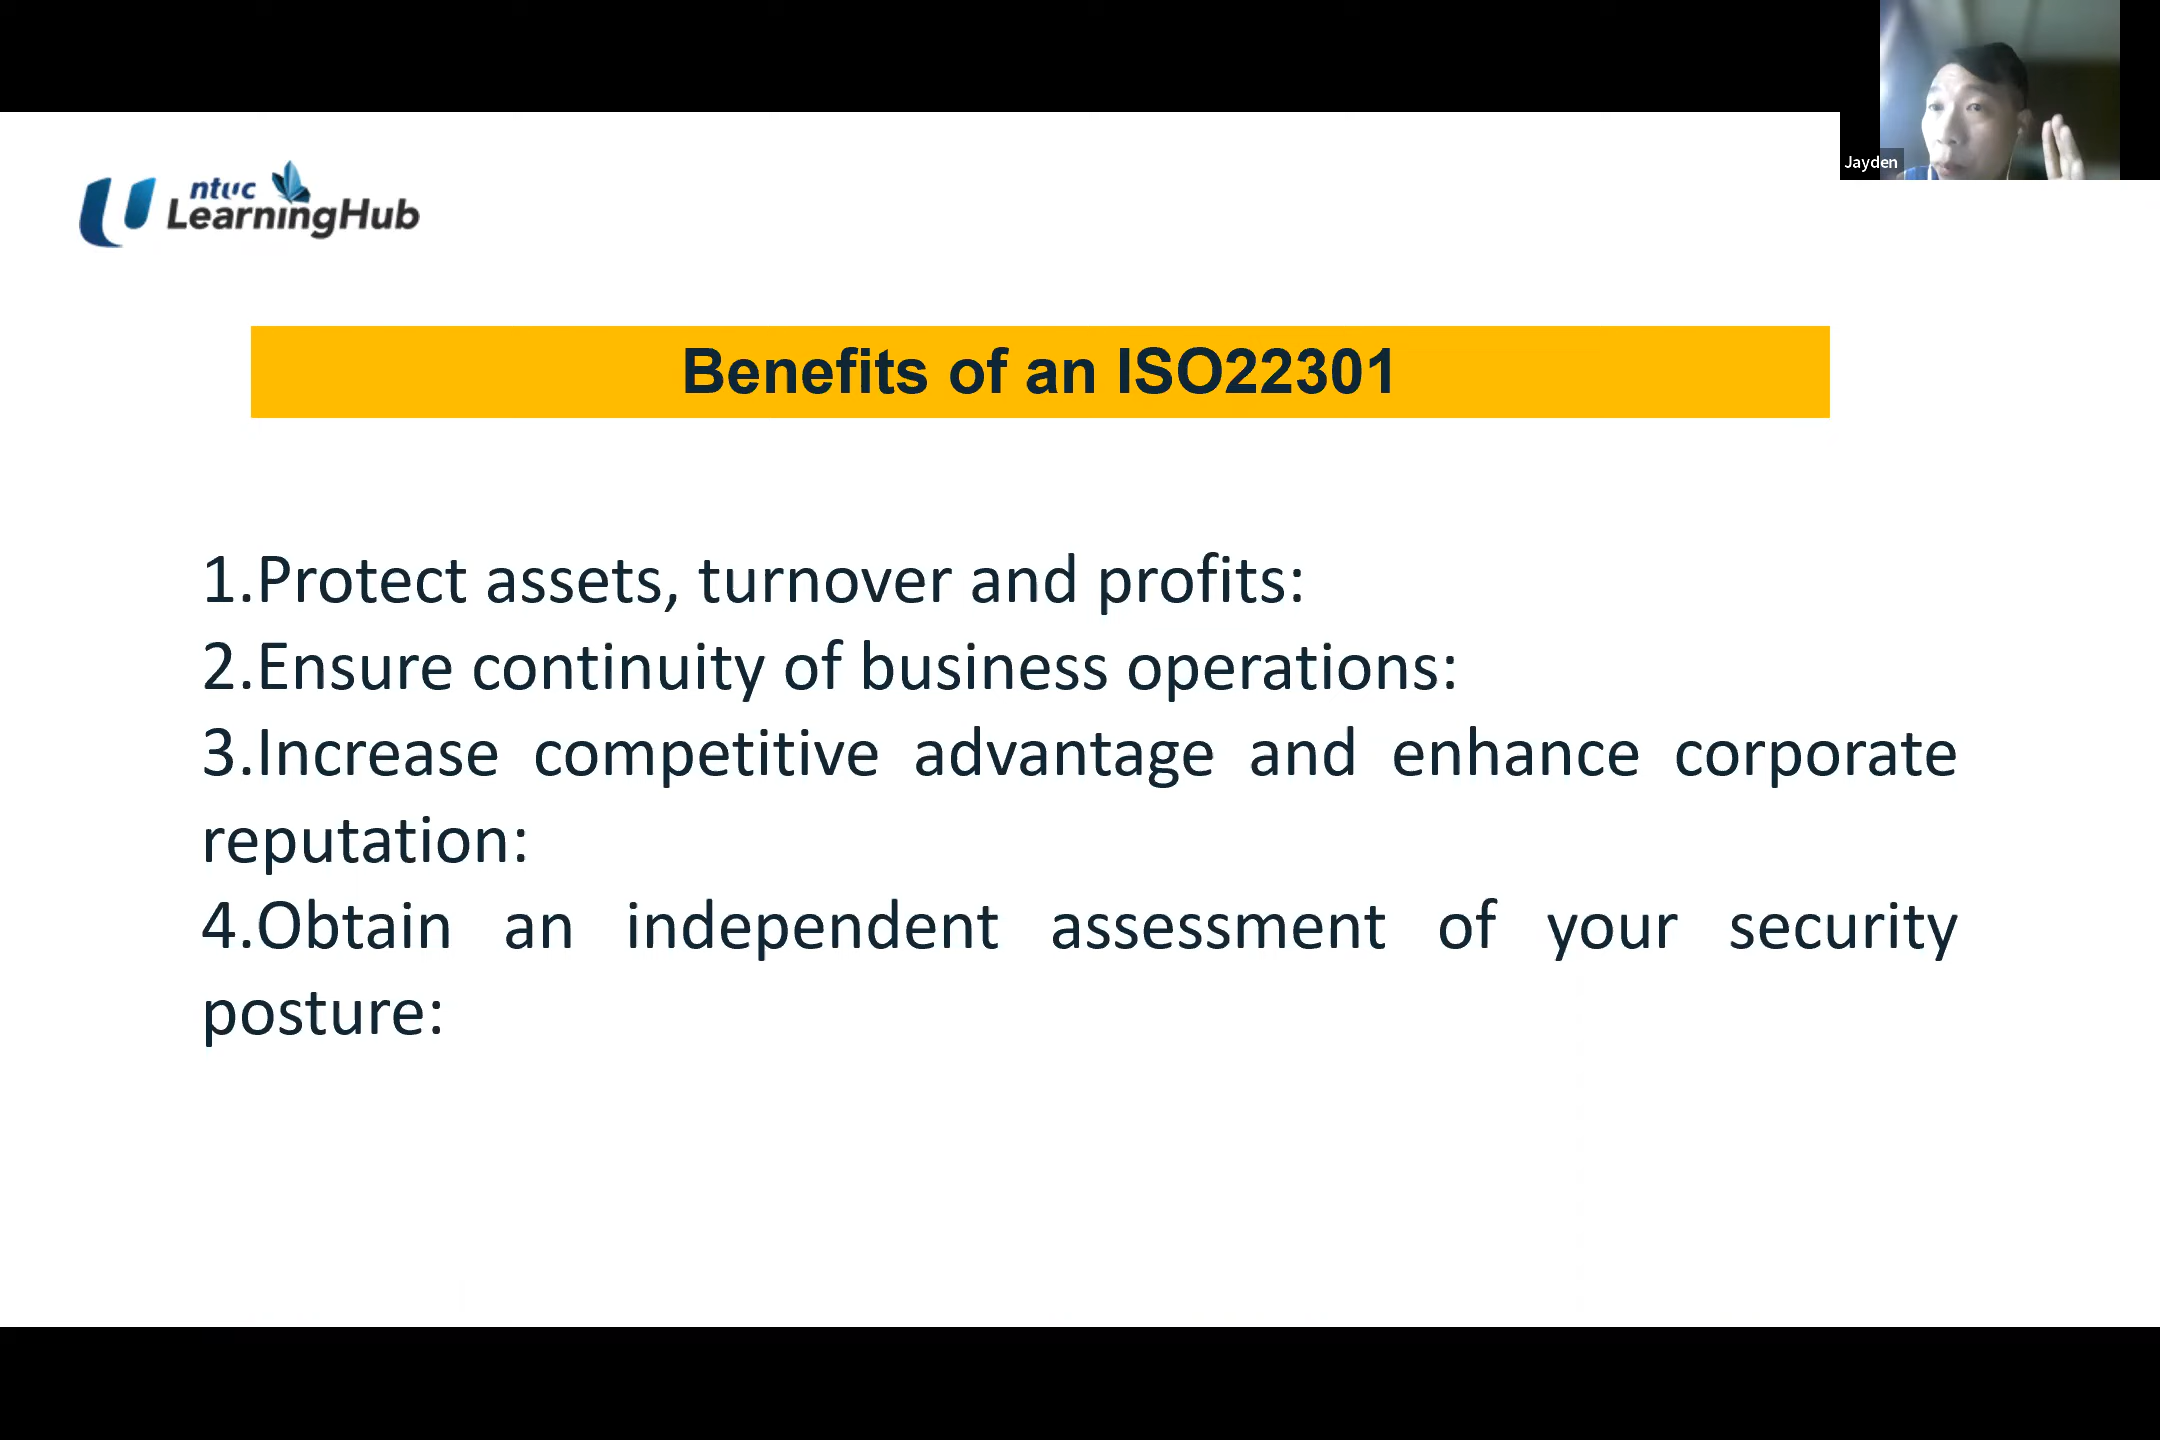 Jayden
ntuc
LearningHub
Benefits of an ISO22301
1.Protect assets, turnover and profits:
2.Ensure continuity of business operations:
3.Increase competitive advantage and enhance corporate
reputation:
4.Obtain an independent assessment of your security
posture: